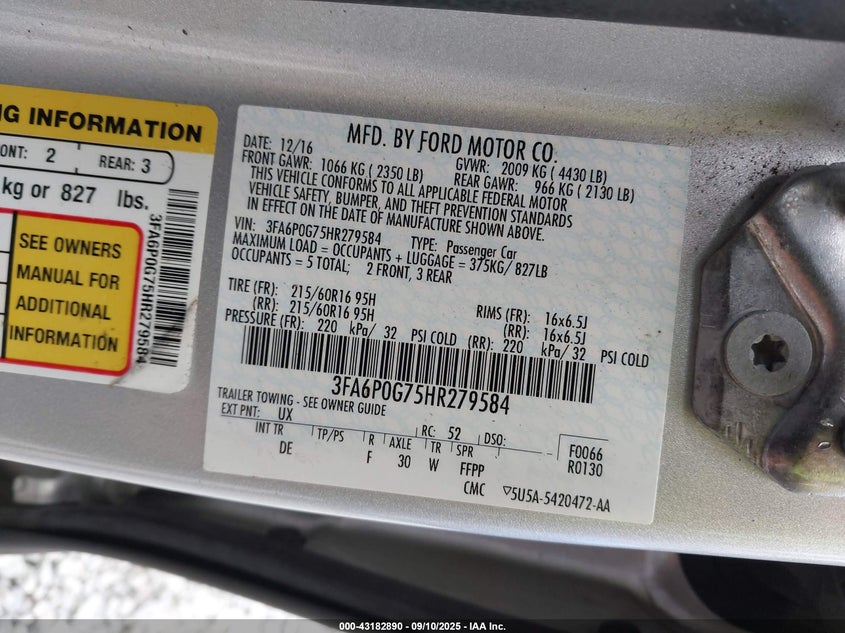 NG INFORMATION
ONT: 2 REAR: 3
kg or 827 lbs.
SEE OWNERS
MANUAL FOR
ADDITIONAL
INFORMATION
3FA6P0G75HR279584
MFD. BY FORD MOTOR CO.
DATE: 12/16 GVWR: 2009 KG ( 4430 LB)
FRONT GAWR: 1066 KG ( 2350 LB) REAR GAWR: 966 KG ( 2130 LB)
THIS VEHICLE CONFORMS TO ALL APPLICABLE FEDERAL MOTOR
VEHICLE SAFETY, BUMPER, AND THEFT PREVENTION STANDARDS
IN EFFECT ON THE DATE OF MANUFACTURE SHOWN ABOVE.
VIN: 3FA6P0G75HR279584 TYPE: Passenger Car
MAXIMUM LOAD = OCCUPANTS + LUGGAGE = 375KG/ 827LB
OCCUPANTS = 5 TOTAL; 2 FRONT, 3 REAR
TIRE (FR): 215/60R16 95H RIMS (FR): 16x6.5J
(RR): 215/60R16 95H (RR): 16x6.5J
PRESSURE (FR): 220 kPa/ 32 PSI COLD (RR): 220 kPa/ 32 PSI COLD
3FA6P0G75HR279584
TRAILER TOWING - SEE OWNER GUIDE
EXT PNT: UX RC: 52 DSO: F0066
INT TR TP/PS R AXLE TR SPR R0130
DE F 30 W FFPP
CMC ▽5U5A-5420472-AA
000-43182890 - 09/10/2025 - IAA Inc.